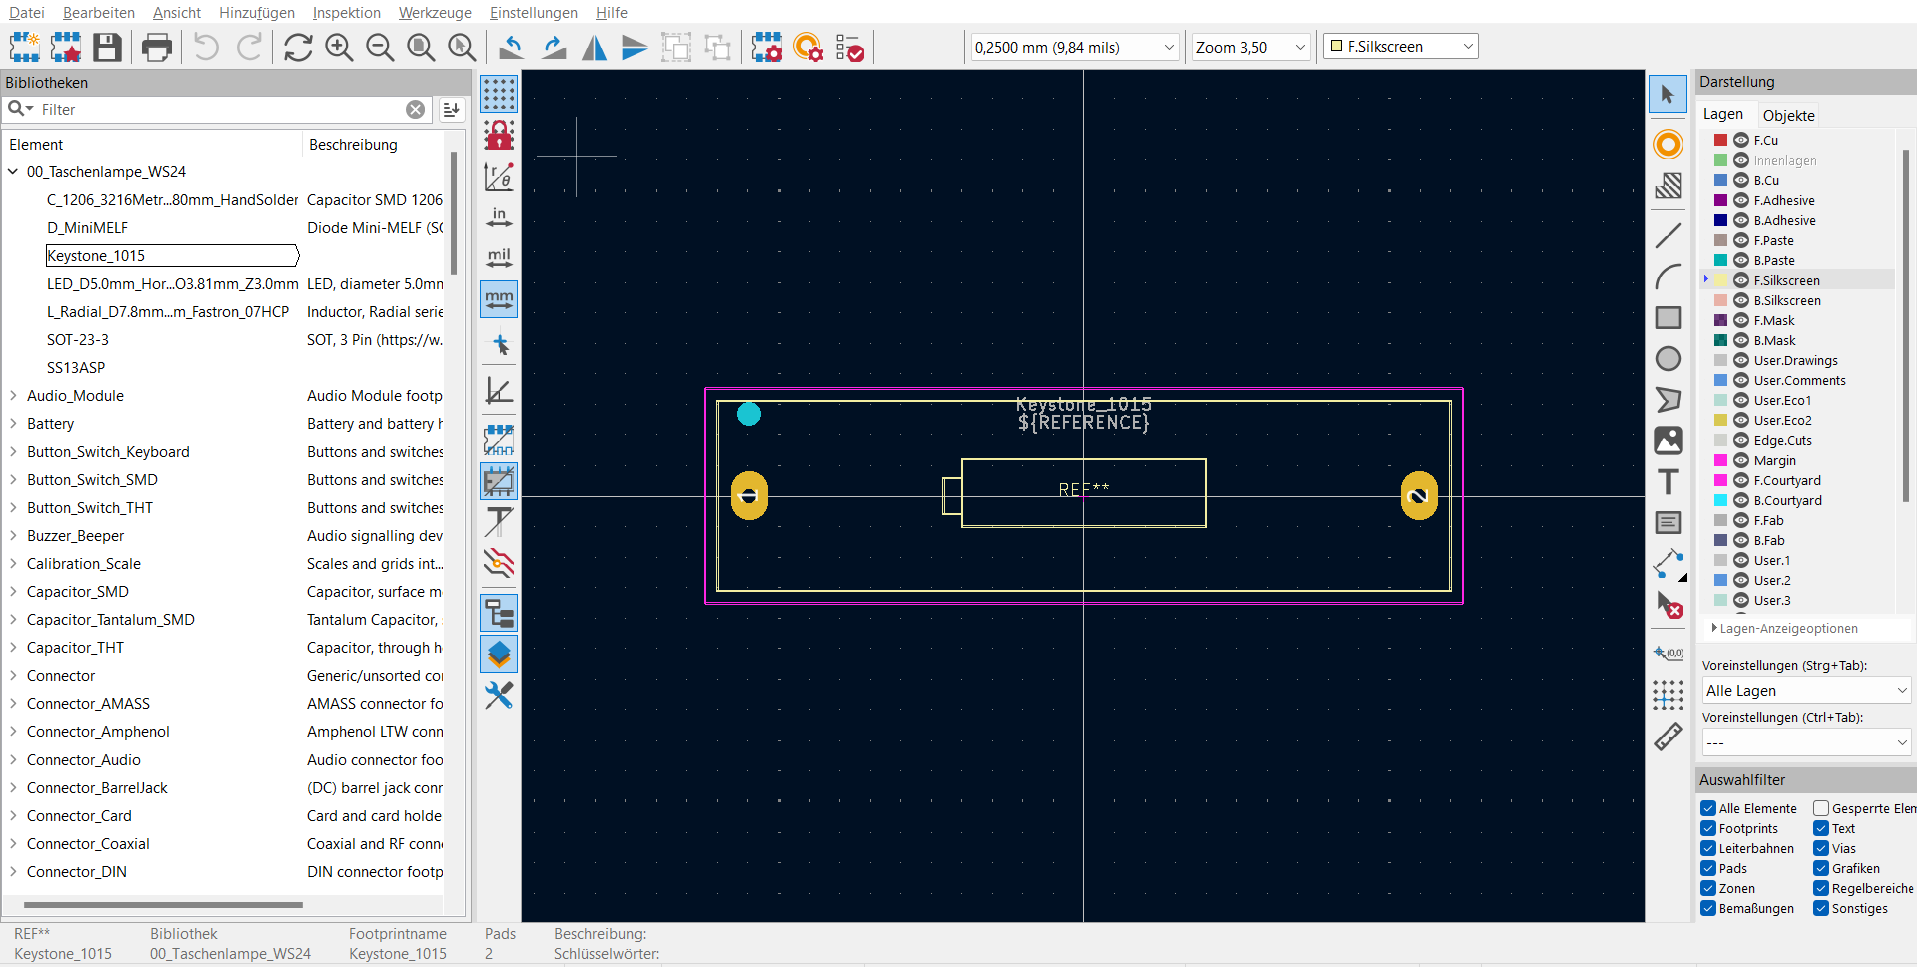 Datei Bearbeiten Ansicht Hinzufügen Inspektion Werkzeuge Einstellungen Hilfe
0,2500 mm (9,84 mils) Zoom 3,50 F.Silkscreen
Bibliotheken
Filter
Element Beschreibung
00_Taschenlampe_WS24
C_1206_3216Metr...80mm_HandSolder Capacitor SMD 1206
D_MiniMELF Diode Mini-MELF (SO
Keystone_1015
LED_D5.0mm_Hor...O3.81mm_Z3.0mm LED, diameter 5.0mm
L_Radial_D7.8mm...m_Fastron_07HCP Inductor, Radial serie
SOT-23-3 SOT, 3 Pin (https://w.
SS13ASP
Audio_Module Audio Module footp
Battery Battery and battery h
Button_Switch_Keyboard Buttons and switches
Button_Switch_SMD Buttons and switches
Button_Switch_THT Buttons and switches
Buzzer_Beeper Audio signalling dev
Calibration_Scale Scales and grids int...
Capacitor_SMD Capacitor, surface m
Capacitor_Tantalum_SMD Tantalum Capacitor,
Capacitor_THT Capacitor, through h
Connector Generic/unsorted co
Connector_AMASS AMASS connector fo
Connector_Amphenol Amphenol LTW conn
Connector_Audio Audio connector foo
Connector_BarrelJack (DC) barrel jack conr
Connector_Card Card and card holde
Connector_Coaxial Coaxial and RF conn
Connector_DIN DIN connector footp
in
mil
mm
Keystone_1015
${REFERENCE}
REF**
1
2
(0,0)
Darstellung
Lagen Objekte
F.Cu
Innenlagen
B.Cu
F.Adhesive
B.Adhesive
F.Paste
B.Paste
F.Silkscreen
B.Silkscreen
F.Mask
B.Mask
User.Drawings
User.Comments
User.Eco1
User.Eco2
Edge.Cuts
Margin
F.Courtyard
B.Courtyard
F.Fab
B.Fab
User.1
User.2
User.3
Lagen-Anzeigeoptionen
Voreinstellungen (Strg+Tab):
Alle Lagen
Voreinstellungen (Ctrl+Tab):
---
Auswahlfilter
Alle Elemente Gesperrte Elem
Footprints Text
Leiterbahnen Vias
Pads Grafiken
Zonen Regelbereiche
Bemaßungen Sonstiges
REF** Bibliothek Footprintname Pads Beschreibung:
Keystone_1015 00_Taschenlampe_WS24 Keystone_1015 2 Schlüsselwörter: